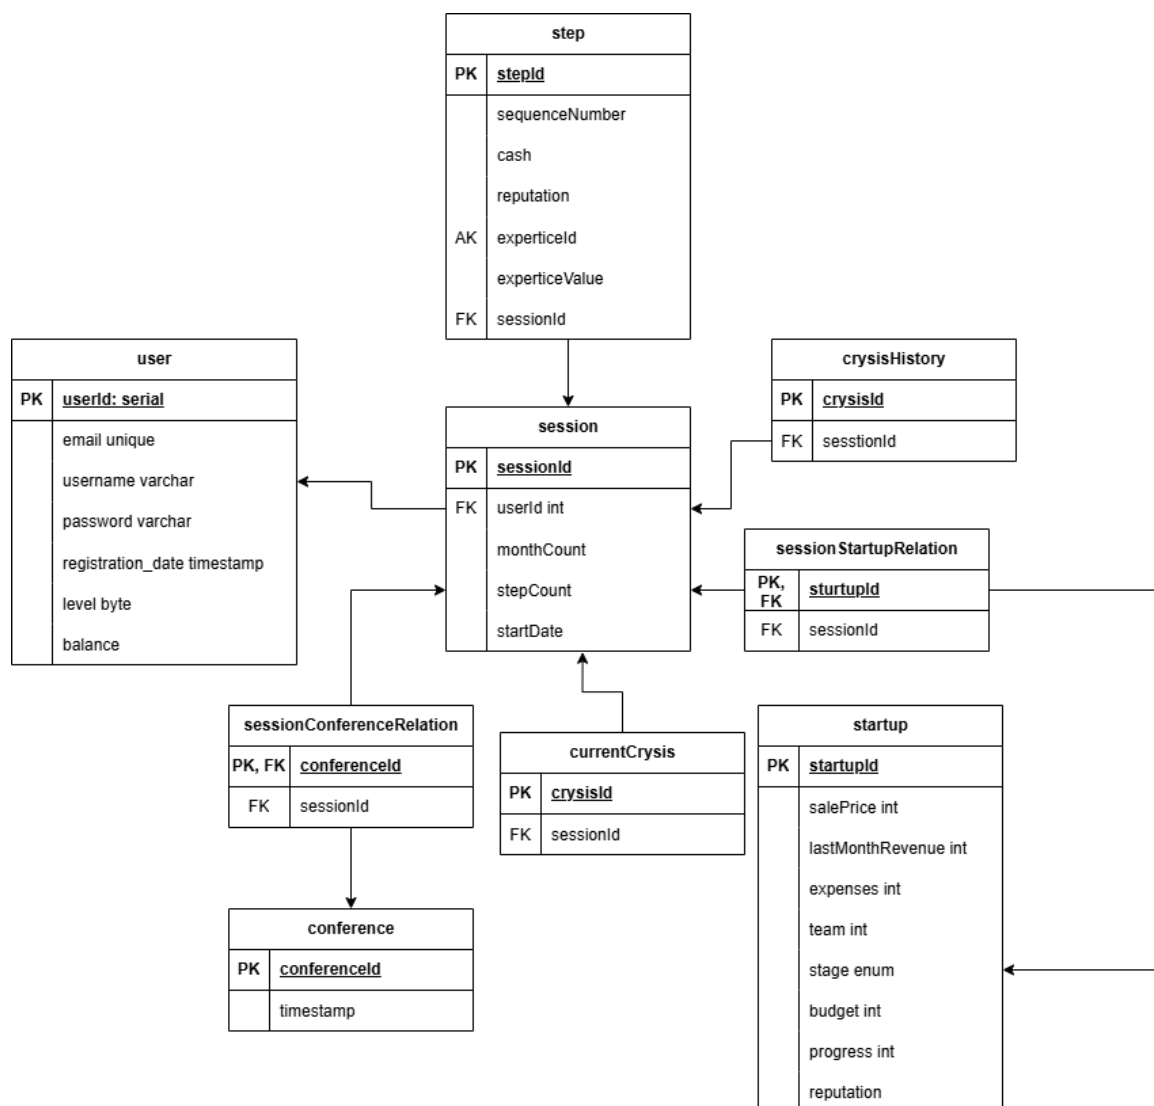 step
PK stepId
sequenceNumber
cash
reputation
AK experticeId
experticeValue
FK sessionId
user
PK userId: serial
email unique
username varchar
password varchar
registration_date timestamp
level byte
balance
session
PK sessionId
FK userId int
monthCount
stepCount
startDate
crysisHistory
PK crysisId
FK sesstionId
sessionStartupRelation
PK,
FK sturtupId
FK sessionId
sessionConferenceRelation
PK, FK conferenceId
FK sessionId
currentCrysis
PK crysisId
FK sessionId
startup
PK startupId
salePrice int
lastMonthRevenue int
expenses int
team int
stage enum
budget int
progress int
reputation
conference
PK conferenceId
timestamp